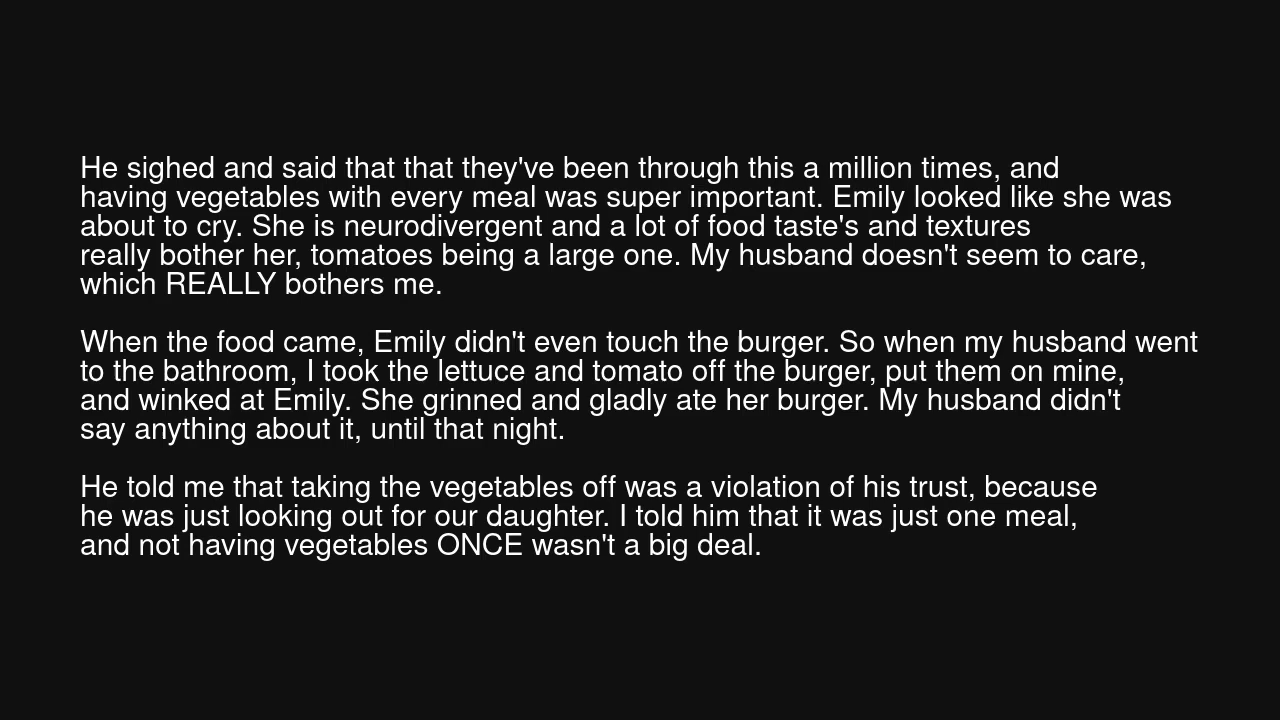 He sighed and said that that they've been through this a million times, and
having vegetables with every meal was super important. Emily looked like she was
about to cry. She is neurodivergent and a lot of food taste's and textures
really bother her, tomatoes being a large one. My husband doesn't seem to care,
which REALLY bothers me.
When the food came, Emily didn't even touch the burger. So when my husband went
to the bathroom, I took the lettuce and tomato off the burger, put them on mine,
and winked at Emily. She grinned and gladly ate her burger. My husband didn't
say anything about it, until that night.
He told me that taking the vegetables off was a violation of his trust, because
he was just looking out for our daughter. I told him that it was just one meal,
and not having vegetables ONCE wasn't a big deal.